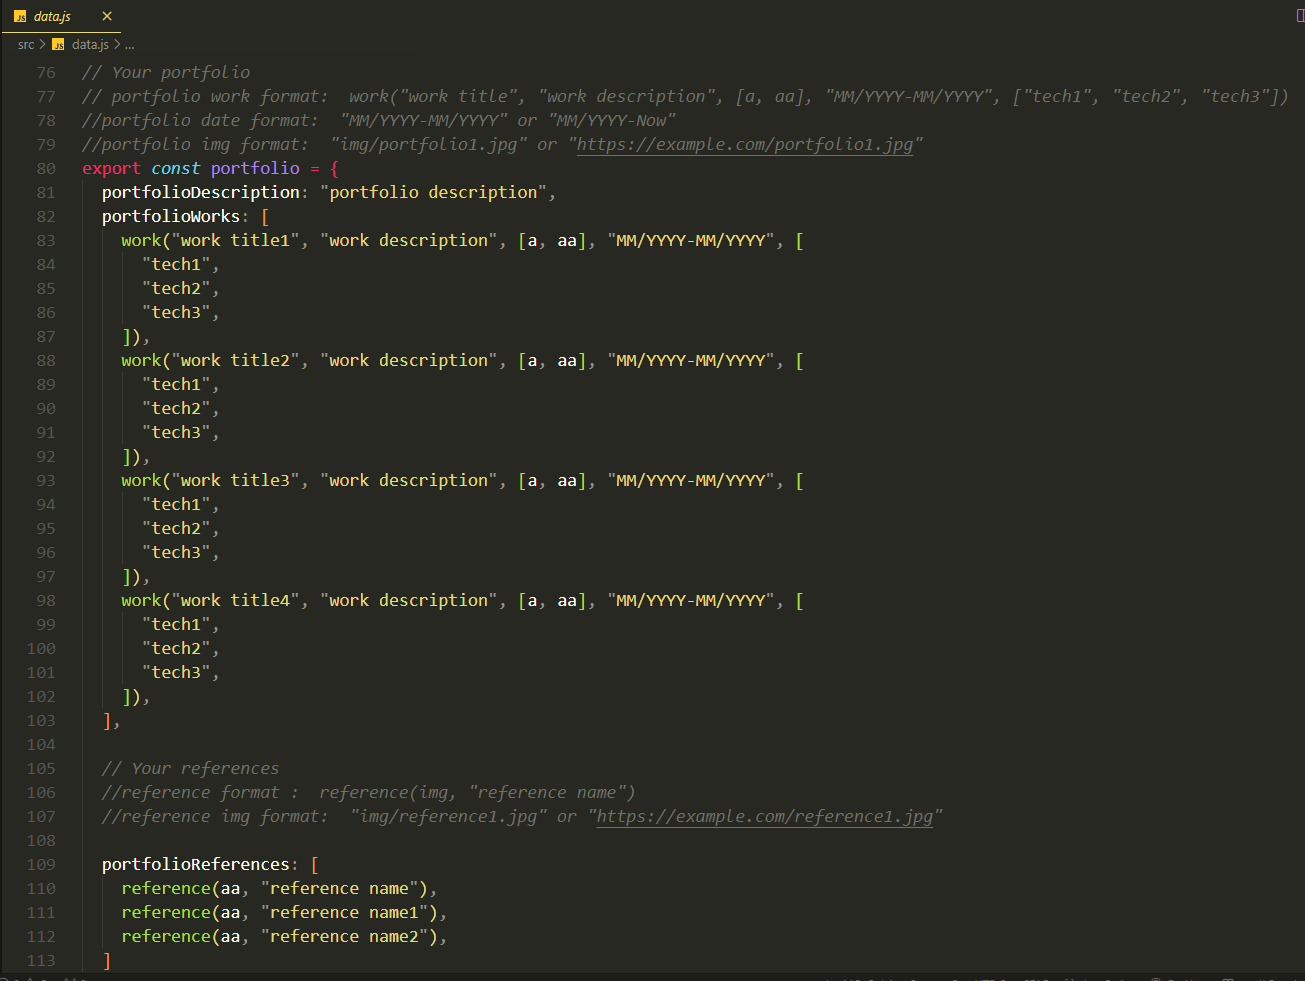 JS data.js ×
src > JS data.js > ...
76 // Your portfolio
77 // portfolio work format:  work("work title", "work description", [a, aa], "MM/YYYY-MM/YYYY", ["tech1", "tech2", "tech3"])
78 //portfolio date format:  "MM/YYYY-MM/YYYY" or "MM/YYYY-Now"
79 //portfolio img format:  "img/portfolio1.jpg" or "https://example.com/portfolio1.jpg"
80 export const portfolio = {
81   portfolioDescription: "portfolio description",
82   portfolioWorks: [
83     work("work title1", "work description", [a, aa], "MM/YYYY-MM/YYYY", [
84       "tech1",
85       "tech2",
86       "tech3",
87     ]),
88     work("work title2", "work description", [a, aa], "MM/YYYY-MM/YYYY", [
89       "tech1",
90       "tech2",
91       "tech3",
92     ]),
93     work("work title3", "work description", [a, aa], "MM/YYYY-MM/YYYY", [
94       "tech1",
95       "tech2",
96       "tech3",
97     ]),
98     work("work title4", "work description", [a, aa], "MM/YYYY-MM/YYYY", [
99       "tech1",
100       "tech2",
101       "tech3",
102     ]),
103   ],
104
105   // Your references
106   //reference format :  reference(img, "reference name")
107   //reference img format:  "img/reference1.jpg" or "https://example.com/reference1.jpg"
108
109   portfolioReferences: [
110     reference(aa, "reference name"),
111     reference(aa, "reference name1"),
112     reference(aa, "reference name2"),
113   ]